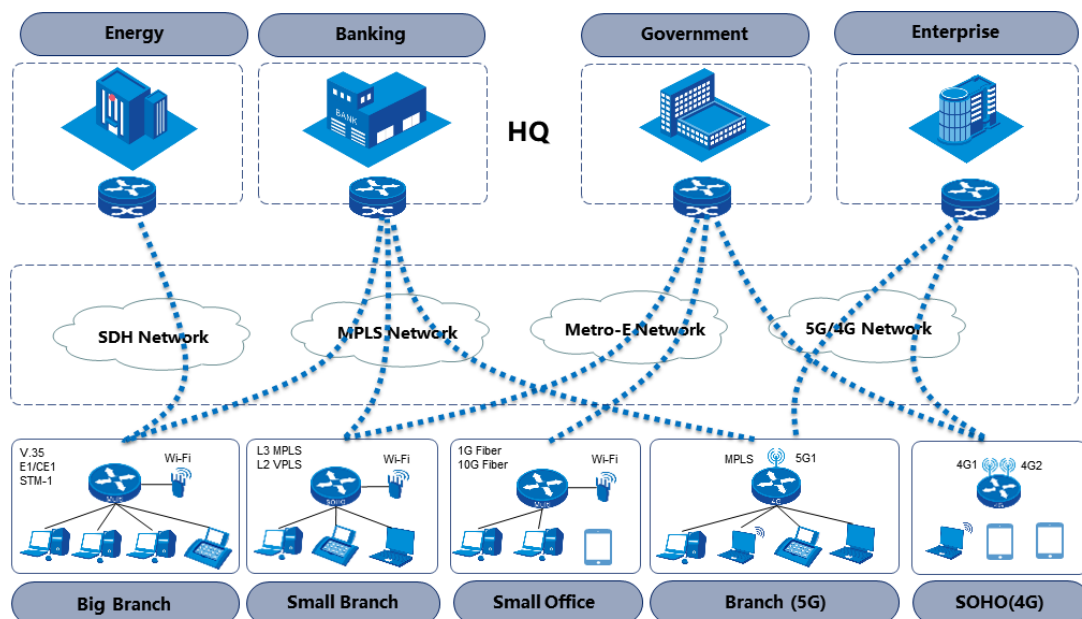 Energy
Banking
Government
Enterprise
BANK
HQ
SDH Network
MPLS Network
Metro-E Network
5G/4G Network
V.35
E1/CE1
STM-1
Wi-Fi
L3 MPLS
L2 VPLS
Wi-Fi
SOHO
1G Fiber
10G Fiber
Wi-Fi
MPLS
5G1
4G
4G1
4G2
Big Branch
Small Branch
Small Office
Branch (5G)
SOHO(4G)